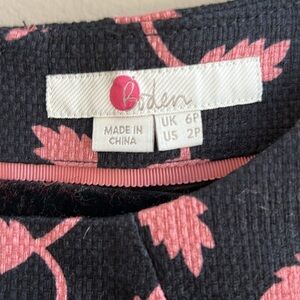 Boden
MADE IN
CHINA
UK 6P
US 2P